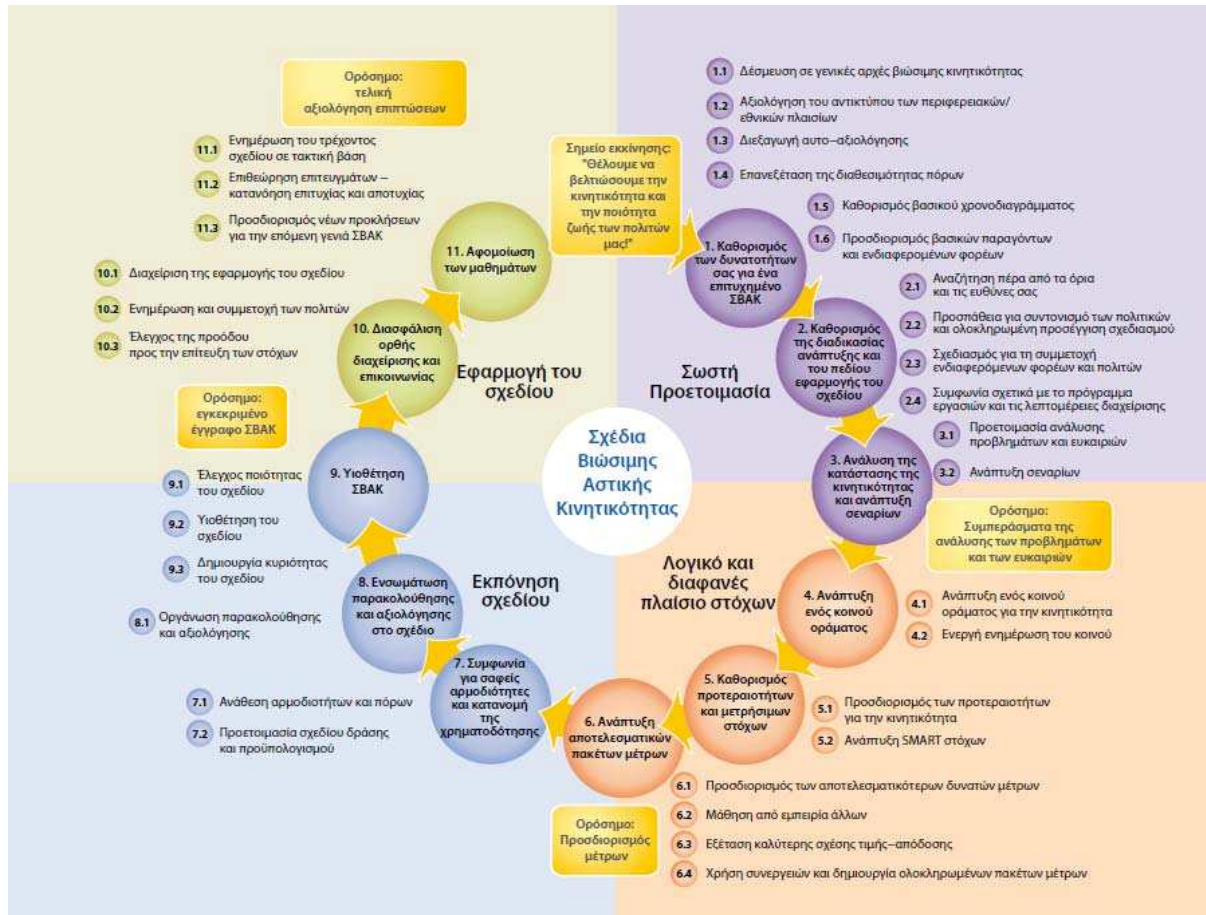 Ορόσημο:
τελική
αξιολόγηση επιπτώσεων
11.1 Ενημέρωση του τρέχοντος
σχεδίου σε τακτική βάση
11.2 Επιθεώρηση επιτευγμάτων –
κατανόηση επιτυχία και αποτυχίας
11.3 Προσδιορισμός νέων προκλήσεων
για την επόμενη γενιά ΣΒΑΚ
11. Αφομοίωση
των μαθημάτων
10.1 Διαχείριση της εφαρμογής του σχεδίου
10.2 Ενημέρωση και συμμετοχή των πολιτών
10.3 Έλεγχος της προόδου
προς την επίτευξη των στόχων
10. Διασφάλιση
ορθής
διαχείρισης και
επικοινωνίας
Εφαρμογή του
σχεδίου
Σημείο εκκίνησης:
"Θέλουμε να
βελτιώσουμε την
κινητικότητα και
την ποιότητα
ζωής των πολιτών
μας!"
1.1 Δέσμευση σε γενικές αρχές βιώσιμης κινητικότητας
1.2 Αξιολόγηση του αντικτύπου των περιφερειακών/
εθνικών πλαισίων
1.3 Διεξαγωγή αυτο–αξιολόγησης
1.4 Επανεξέταση της διαθεσιμότητας πόρων
1.5 Καθορισμός βασικού χρονοδιαγράμματος
1.6 Προσδιορισμός βασικών παραγόντων
και ενδιαφερομένων φορέων
1. Καθορισμός
των δυνατοτήτων
σας για ένα
επιτυχημένο
ΣΒΑΚ
2.1 Αναζήτηση πέρα από τα όρια
και τις ευθύνες σας
2.2 Προσπάθεια για συντονισμό των πολιτικών
και ολοκληρωμένη προσέγγιση σχεδιασμού
2.3 Σχεδιασμός για τη συμμετοχή
ενδιαφερόμενων φορέων και πολιτών
2.4 Συμφωνία σχετικά με το πρόγραμμα
εργασιών και τις λεπτομέρειες διαχείρισης
2. Καθορισμός
της διαδικασίας
ανάπτυξης και
του πεδίου
εφαρμογής του
σχεδίου
Σωστή
Προετοιμασία
3.1 Προετοιμασία ανάλυσης
προβλημάτων και ευκαιριών
3.2 Ανάπτυξη σεναρίων
3. Ανάλυση της
κατάστασης της
κινητικότητας
και ανάπτυξη
σεναρίων
Ορόσημο:
Συμπεράσματα της
ανάλυσης των προβλημάτων
και των ευκαιριών
Σχέδια
Βιώσιμης
Αστικής
Κινητικότητας
Λογικό και
διαφανές
πλαίσιο στόχων
4. Ανάπτυξη
ενός κοινού
οράματος
4.1 Ανάπτυξη ενός κοινού
οράματος για την κινητικότητα
4.2 Ενεργή ενημέρωση του κοινού
5. Καθορισμός
προτεραιοτήτων
και μετρήσιμων
στόχων
5.1 Προσδιορισμός των προτεραιοτήτων
για την κινητικότητα
5.2 Ανάπτυξη SMART στόχων
6. Ανάπτυξη
αποτελεσματικών
πακέτων μέτρων
6.1 Προσδιορισμός των αποτελεσματικότερων δυνατών μέτρων
6.2 Μάθηση από εμπειρία άλλων
6.3 Εξέταση καλύτερης σχέσης τιμής–απόδοσης
6.4 Χρήση συνεργειών και δημιουργία ολοκληρωμένων πακέτων μέτρων
Ορόσημο:
Προσδιορισμός
μέτρων
Εκπόνηση
σχεδίου
7. Συμφωνία
για σαφείς
αρμοδιότητες
και κατανομή
της
χρηματοδότησης
7.1 Ανάθεση αρμοδιοτήτων και πόρων
7.2 Προετοιμασία σχεδίου δράσης
και προϋπολογισμού
8. Ενσωμάτωση
παρακολούθησης
και αξιολόγησης
στο σχέδιο
8.1 Οργάνωση παρακολούθησης
και αξιολόγησης
9. Υιοθέτηση
ΣΒΑΚ
9.1 Έλεγχος ποιότητας
του σχεδίου
9.2 Υιοθέτηση του
σχεδίου
9.3 Δημιουργία κυριότητας
του σχεδίου
Ορόσημο:
εγκεκριμένο
έγγραφο ΣΒΑΚ